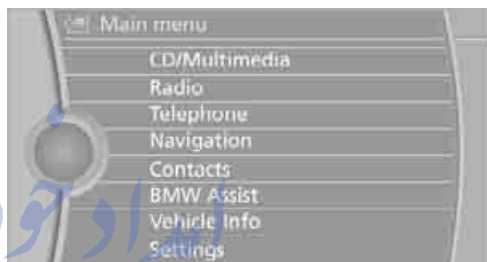 Main menu
CD/Multimedia
Radio
Telephone
Navigation
Contacts
BMW Assist
Vehicle Info
Settings